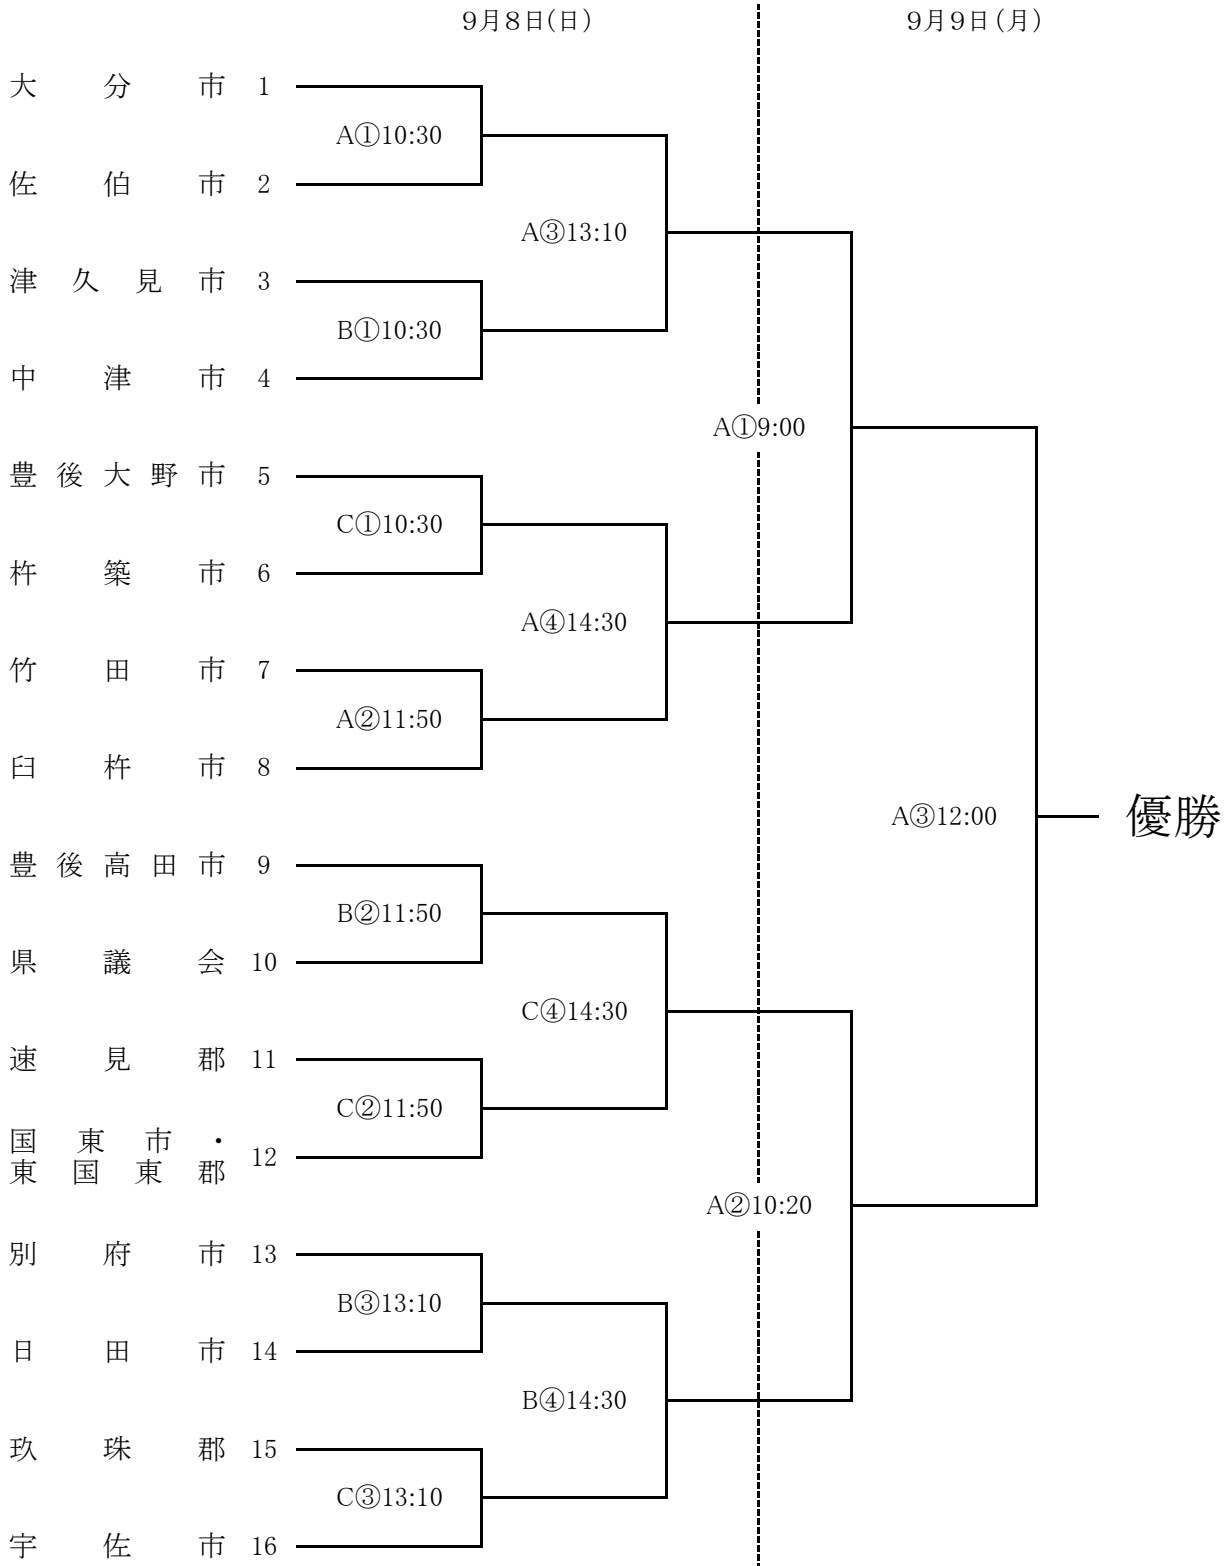 9月8日(日) 9月9日(月)
大分市 1
A①10:30
佐伯市 2
A③13:10
津久見市 3
B①10:30
中津市 4
A①9:00
豊後大野市 5
C①10:30
杵築市 6
A④14:30
竹田市 7
A②11:50
臼杵市 8
A③12:00 優勝
豊後高田市 9
B②11:50
県議会 10
C④14:30
速見郡 11
C②11:50
国東市・
東国東郡 12
A②10:20
別府市 13
B③13:10
日田市 14
B④14:30
玖珠郡 15
C③13:10
宇佐市 16